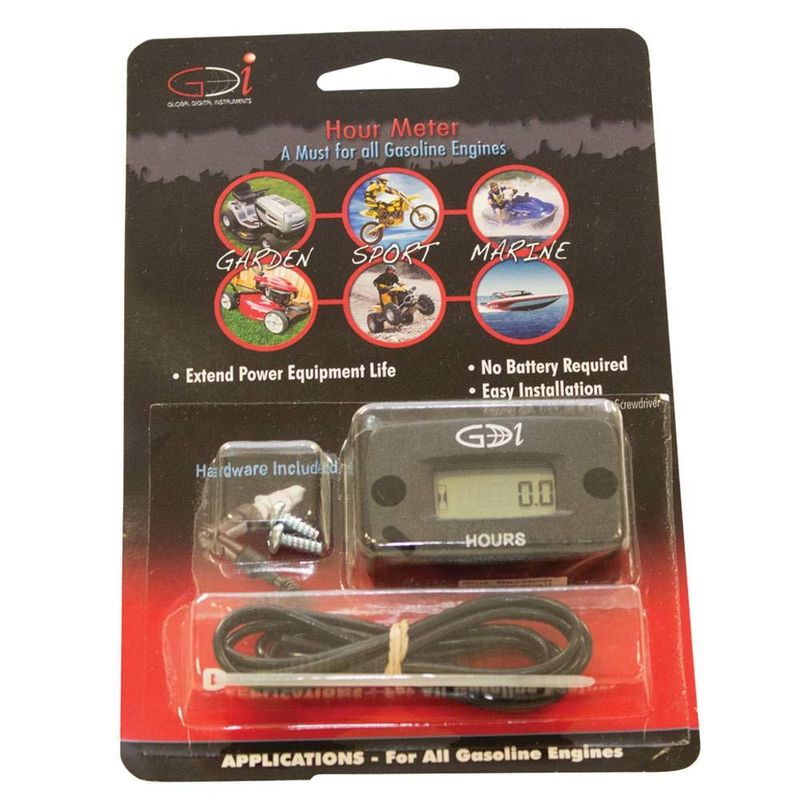 GDi
GLOBAL DIGITAL INSTRUMENTS
Hour Meter
A Must for all Gasoline Engines
GARDEN SPORT MARINE
• Extend Power Equipment Life
• No Battery Required
• Easy Installation
Screwdriver
Hardware Included
GDi
0.0
HOURS
APPLICATIONS - For All Gasoline Engines